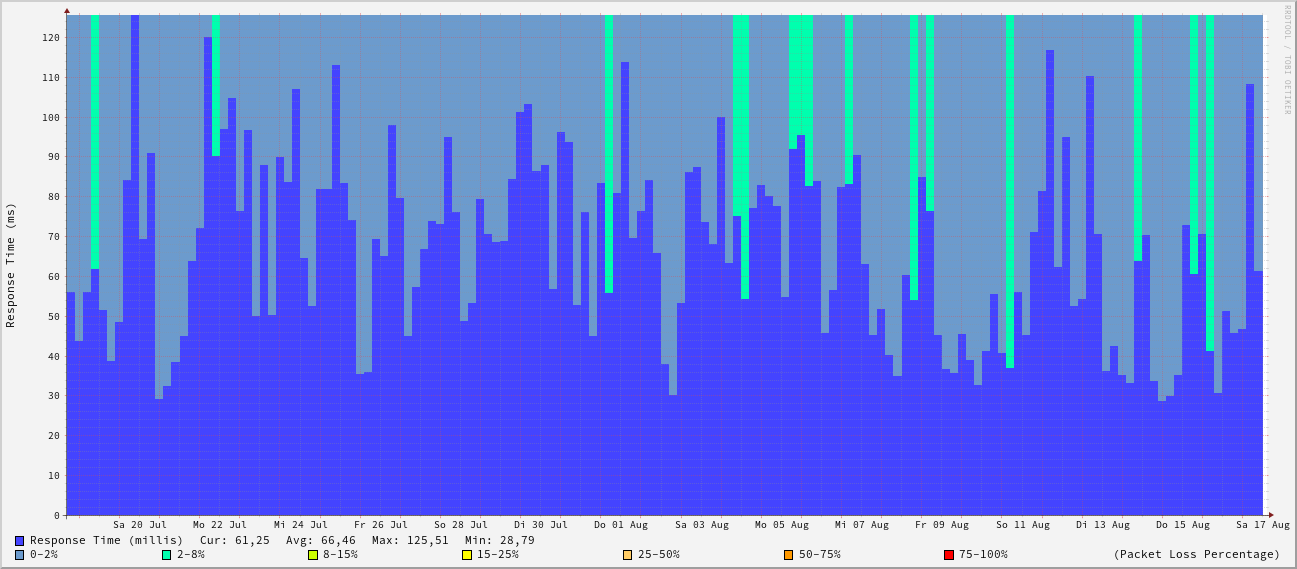 RRDTOOL / TOBI OETIKER
Response Time (ms)
120
110
100
90
80
70
60
50
40
30
20
10
0
Sa 20 Jul Mo 22 Jul Mi 24 Jul Fr 26 Jul So 28 Jul Di 30 Jul Do 01 Aug Sa 03 Aug Mo 05 Aug Mi 07 Aug Fr 09 Aug So 11 Aug Di 13 Aug Do 15 Aug Sa 17 Aug
Response Time (millis) Cur: 61,25 Avg: 66,46 Max: 125,51 Min: 28,79
0-2% 2-8% 8-15% 15-25% 25-50% 50-75% 75-100% (Packet Loss Percentage)